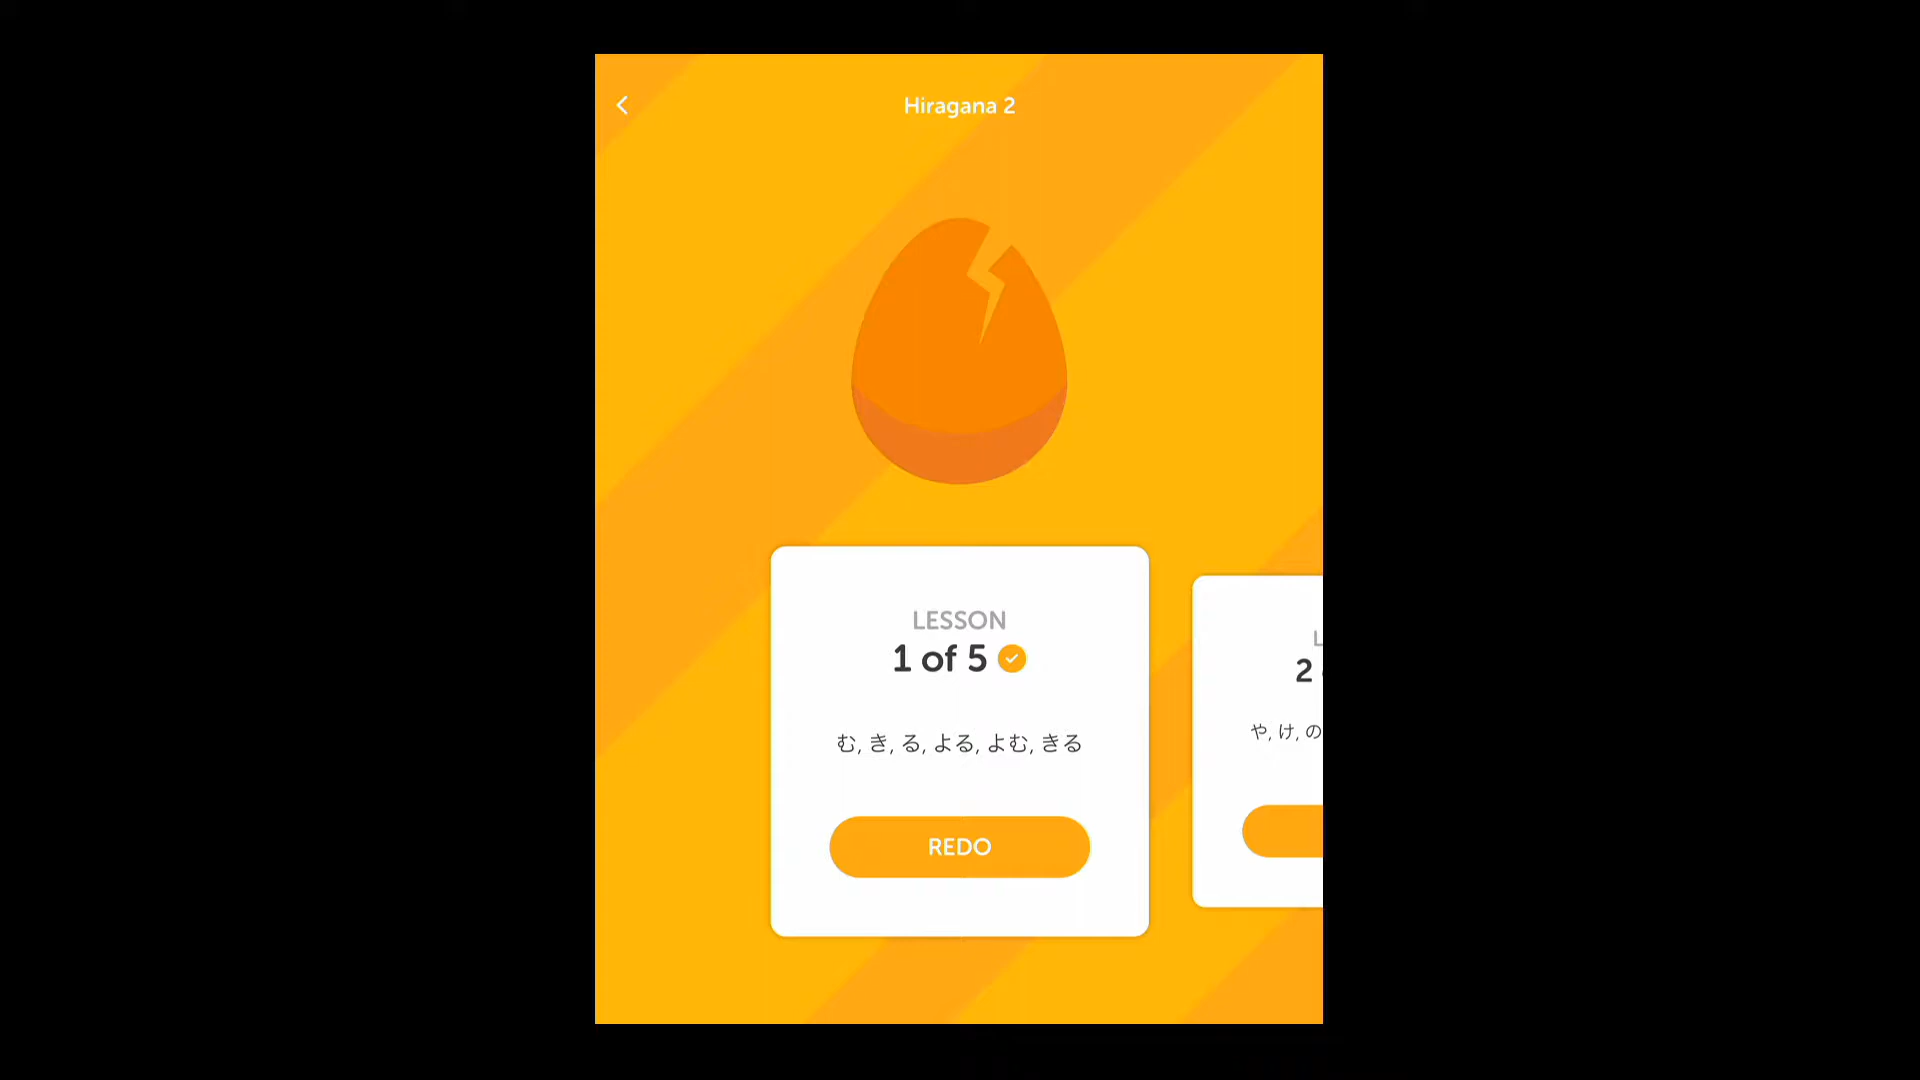 Hiragana 2
LESSON
1 of 5
む, き, る, よる, よむ, きる
REDO
2
や, け, の